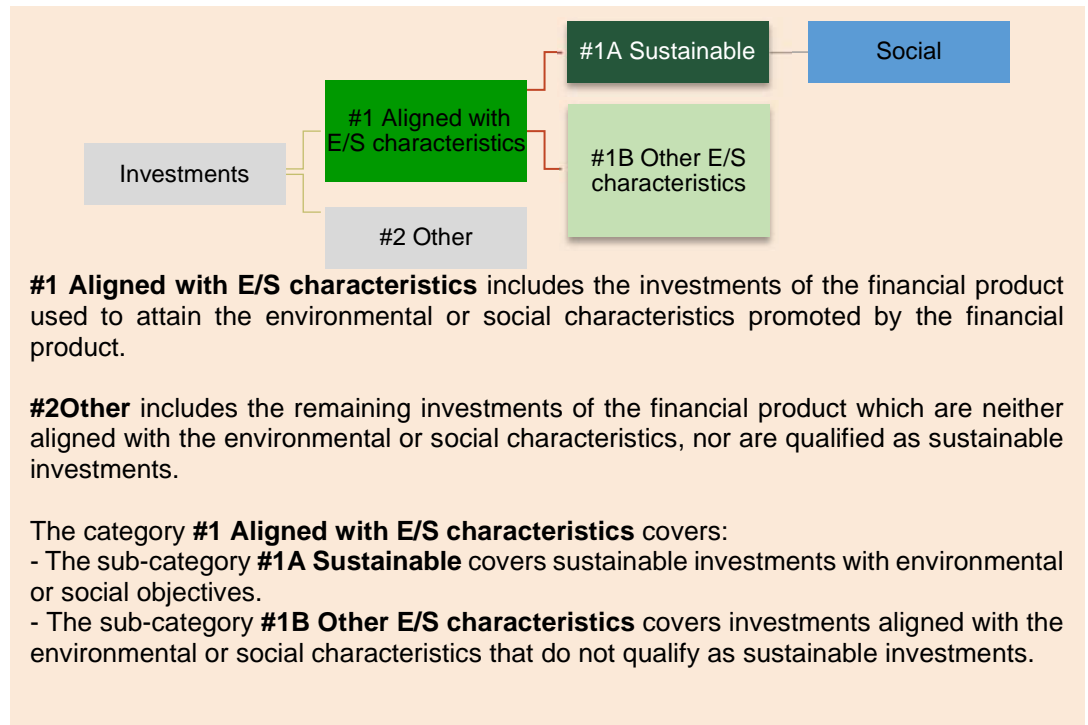 #1A Sustainable
Social
#1 Aligned with
E/S characteristics
Investments
#1B Other E/S
characteristics
#2 Other
#1 Aligned with E/S characteristics includes the investments of the financial product
used to attain the environmental or social characteristics promoted by the financial
product.
#2Other includes the remaining investments of the financial product which are neither
aligned with the environmental or social characteristics, nor are qualified as sustainable
investments.
The category #1 Aligned with E/S characteristics covers:
- The sub-category #1A Sustainable covers sustainable investments with environmental
or social objectives.
- The sub-category #1B Other E/S characteristics covers investments aligned with the
environmental or social characteristics that do not qualify as sustainable investments.